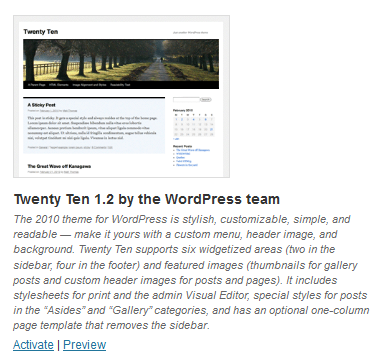 Twenty Ten
A Sticky Post
February 2010
The Great Wave off Kanagawa
Twenty Ten 1.2 by the WordPress team
The 2010 theme for WordPress is stylish, customizable, simple, and
readable — make it yours with a custom menu, header image, and
background. Twenty Ten supports six widgetized areas (two in the
sidebar, four in the footer) and featured images (thumbnails for gallery
posts and custom header images for posts and pages). It includes
stylesheets for print and the admin Visual Editor, special styles for posts
in the “Asides” and “Gallery” categories, and has an optional one-column
page template that removes the sidebar.
Activate | Preview